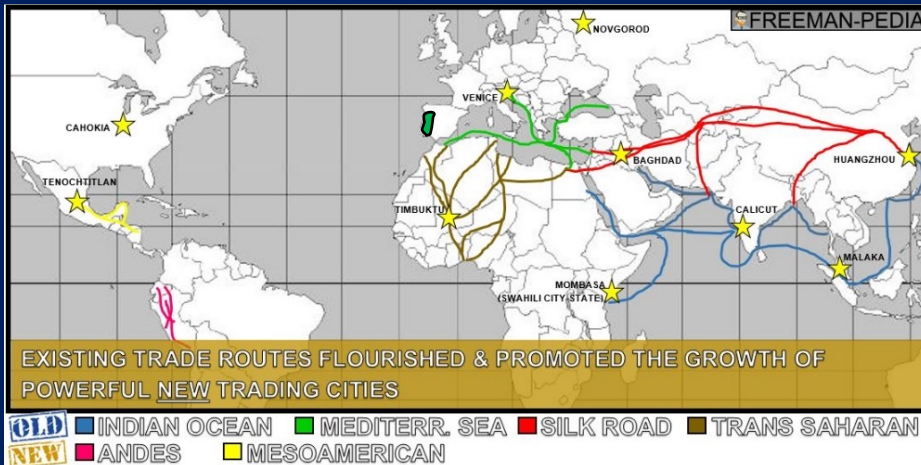 FREEMAN-PEDIA
NOVGOROD
VENICE
CAHOKIA
BAGHDAD
HUANGZHOU
TENOCHTITLAN
TIMBUKTU
CALICUT
MALAKA
MOMBASA
(SWAHILI CITY-STATE)
EXISTING TRADE ROUTES FLOURISHED & PROMOTED THE GROWTH OF
POWERFUL NEW TRADING CITIES
OLD INDIAN OCEAN MEDITERR. SEA SILK ROAD TRANS SAHARAN
NEW ANDES MESOAMERICAN